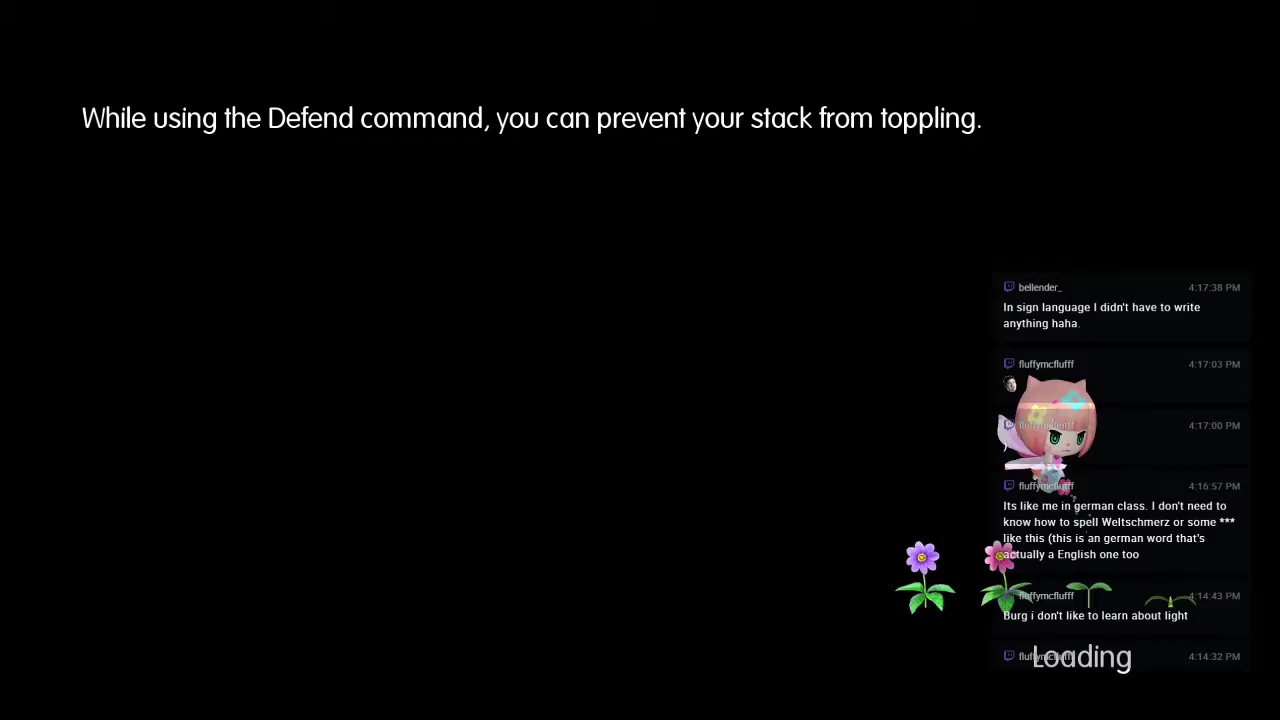 While using the Defend command, you can prevent your stack from toppling.
bellender_ 4:17:38 PM
In sign language I didn't have to write
anything haha.
fluffymcflufff 4:17:03 PM
fluffymcflufff 4:17:00 PM
fluffymcflufff 4:16:57 PM
Its like me in german class. I don't need to
know how to spell Weltschmerz or some ***
like this (this is an german word that's
actually a English one too
fluffymcflufff 4:14:43 PM
Burg i don't like to learn about light
fluffymcflufff 4:14:32 PM
Loading